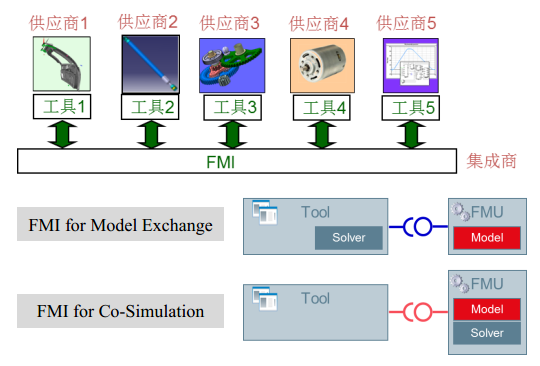 供应商1 供应商2 供应商3 供应商4 供应商5
工具1 工具2 工具3 工具4 工具5
FMI 集成商
FMI for Model Exchange
Tool
Solver
FMU
Model
FMI for Co-Simulation
Tool
FMU
Model
Solver